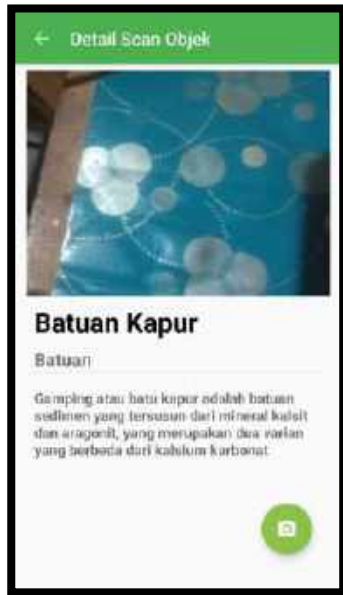 Detail Scan Objek
Batuan Kapur
Batuan
Gamping atau batu kapur adalah batuan
sedimen yang tersusun dari mineral kalsit
dan aragonit, yang merupakan dua varian
yang berbeda dari kalsium karbonat